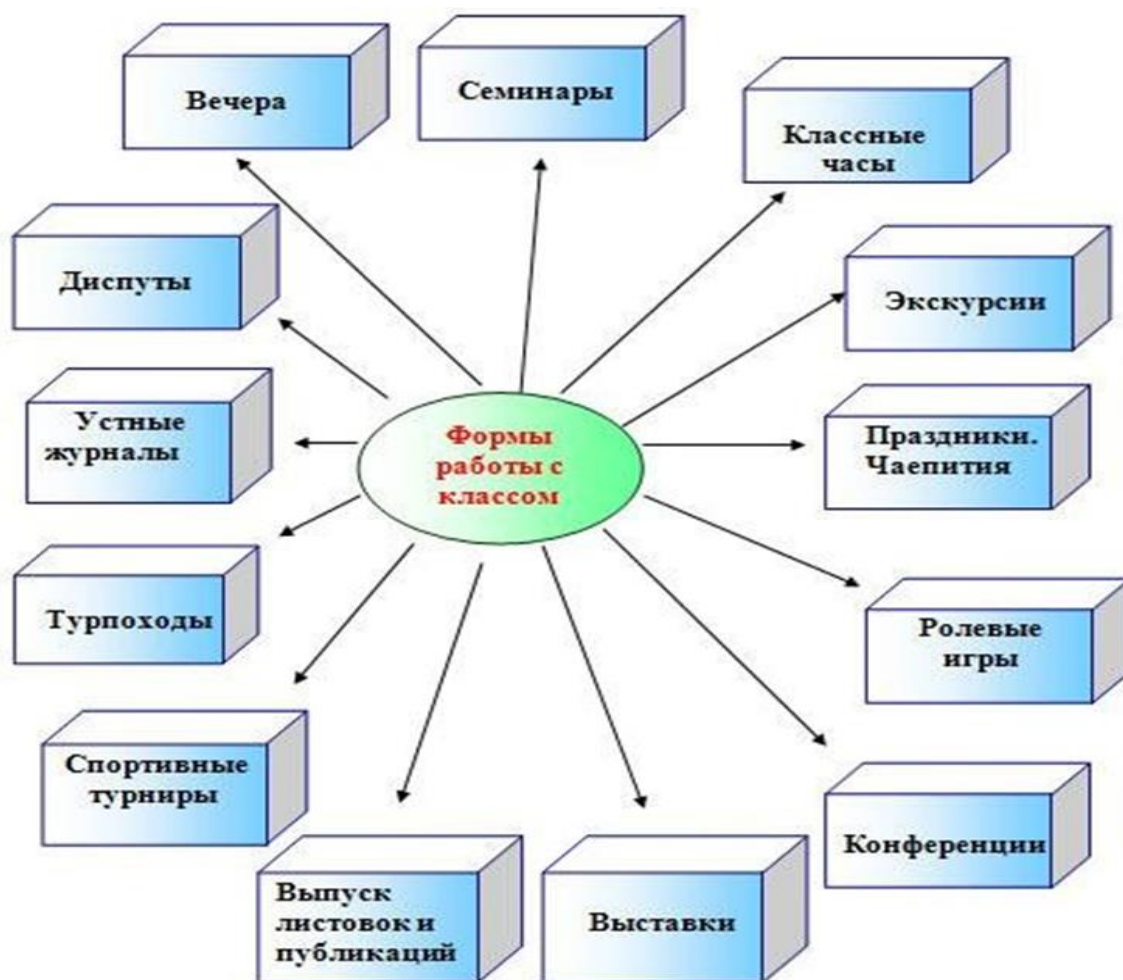 Вечера
Семинары
Классные
часы
Диспуты
Экскурсии
Устные
журналы
Формы
работы с
классом
Праздники.
Чаепития
Турпоходы
Ролевые
игры
Спортивные
турниры
Конференции
Выпуск
листовок и
публикаций
Выставки